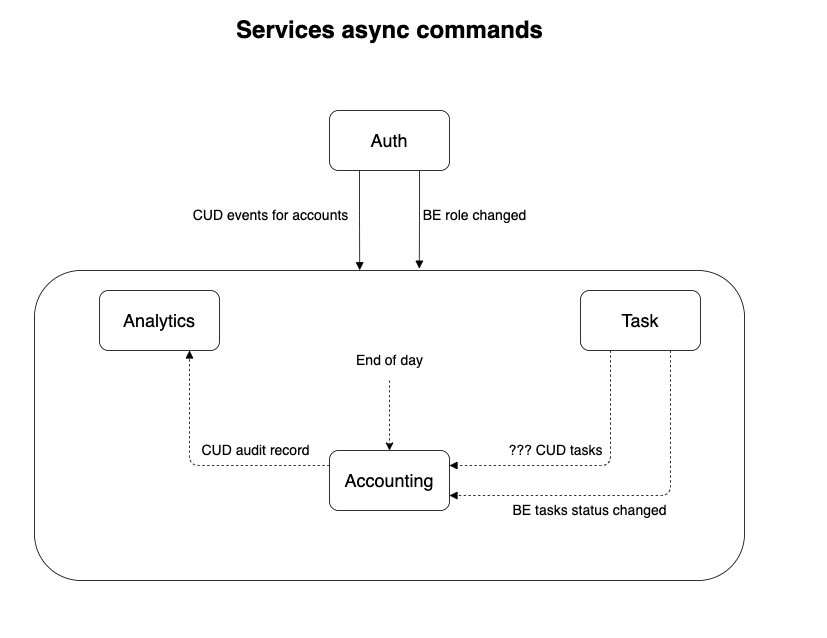 Services async commands
Auth
CUD events for accounts
BE role changed
Analytics
Task
End of day
CUD audit record
??? CUD tasks
Accounting
BE tasks status changed